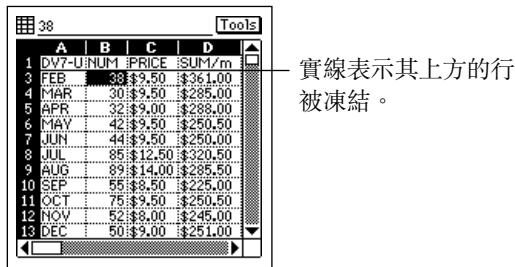 38 Tools
A B C D
1 DV7-U NUM PRICE SUM/m
3 FEB 38 $9.50 $361.00
4 MAR 30 $9.50 $285.00
5 APR 32 $9.00 $288.00
6 MAY 42 $9.50 $250.50
7 JUN 44 $9.50 $250.00
8 JUL 85 $12.50 $320.50
9 AUG 89 $14.00 $285.50
10 SEP 55 $8.50 $225.00
11 OCT 75 $9.50 $250.50
12 NOV 52 $8.00 $245.00
13 DEC 50 $9.00 $251.00
實線表示其上方的行
被凍結。